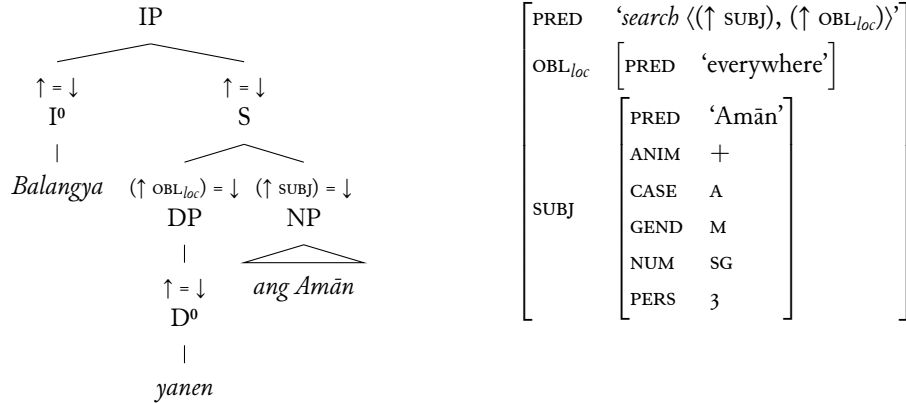 IP
↑ = ↓ ↑ = ↓
I⁰ S
Balangya (↑ OBL_loc) = ↓ (↑ SUBJ) = ↓
DP NP
↑ = ↓ ang Amān
D⁰
yanen
PRED ‘search ⟨(↑ SUBJ), (↑ OBL_loc)⟩’
OBL_loc [PRED ‘everywhere’]
PRED ‘Amān’
ANIM +
CASE A
SUBJ GEND M
NUM SG
PERS 3